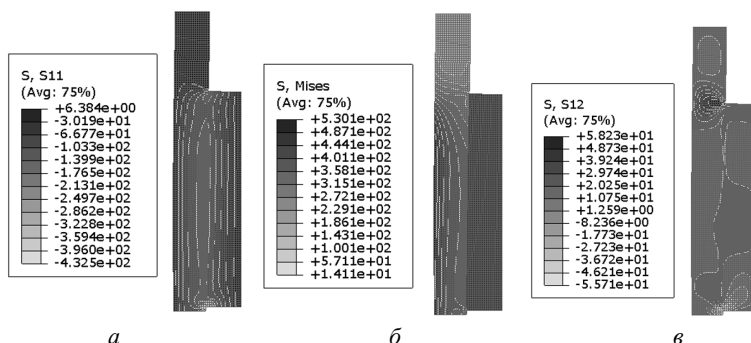 S, S11
(Avg: 75%)
+6.384e+00
-3.019e+01
-6.677e+01
-1.033e+02
-1.399e+02
-1.765e+02
-2.131e+02
-2.497e+02
-2.862e+02
-3.228e+02
-3.594e+02
-3.960e+02
-4.325e+02
S, Mises
(Avg: 75%)
+5.301e+02
+4.871e+02
+4.441e+02
+4.011e+02
+3.581e+02
+3.151e+02
+2.721e+02
+2.291e+02
+1.861e+02
+1.431e+02
+1.002e+02
+5.711e+01
+1.411e+01
S, S12
(Avg: 75%)
+5.823e+01
+4.873e+01
+3.924e+01
+2.974e+01
+2.025e+01
+1.075e+01
+1.259e+00
-8.236e+00
-1.773e+01
-2.723e+01
-3.672e+01
-4.621e+01
-5.571e+01
а
б
в